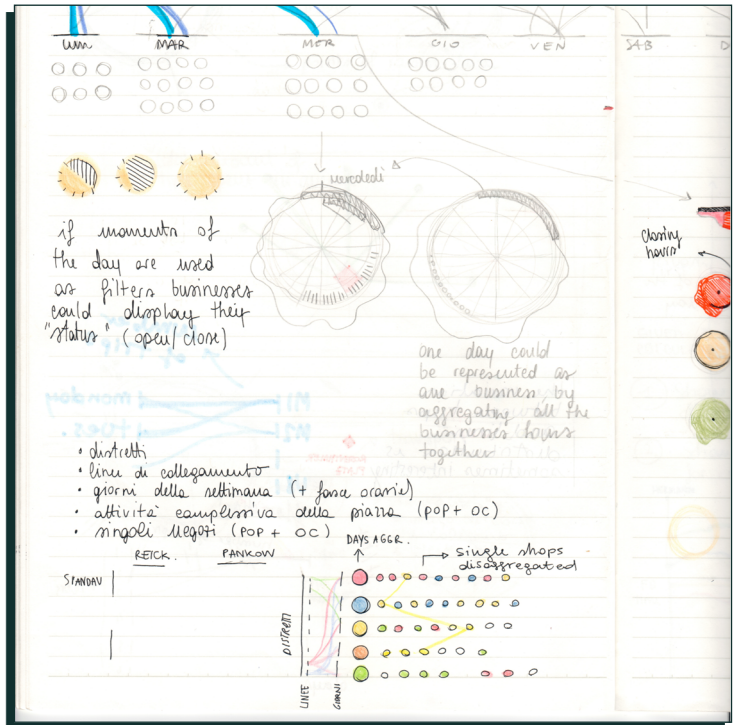 LUN MAR MER GIO VEN SAB D
mercoledì
closing
hours
if moments of
the day are used
as filters businesses
could display they
"status" (open/close)
one day could
be represented as
one business by
aggregating all the
businesses hours
together
• distretti
• linee di collegamento
• giorni della settimana (+ fasce orarie)
• attività complessiva della piazza (POP + OC)
• singoli negozi (POP + OC)
REICK. PANKOW
SPANDAU
DAYS AGGR.
single shops
disaggregated
DISTRETTI
LINEE
GIORNI